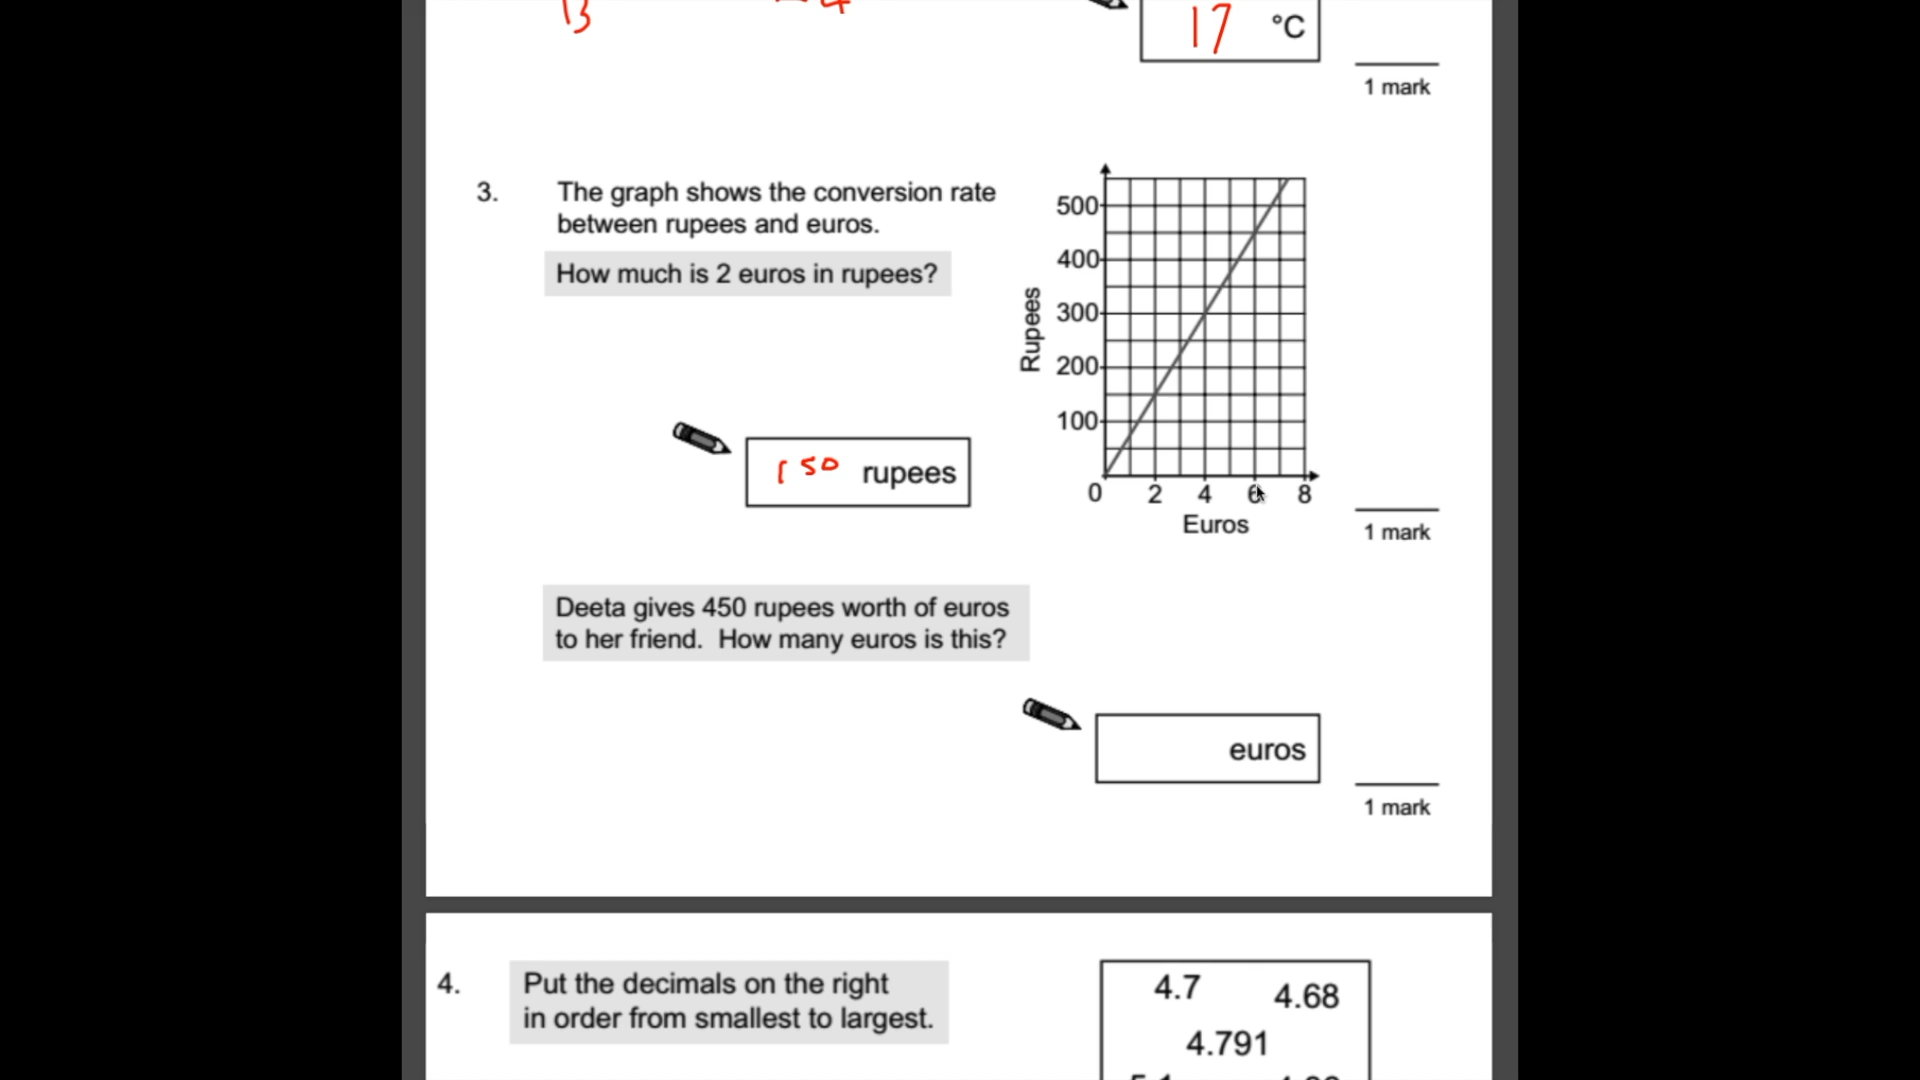 17 °C
1 mark
3. The graph shows the conversion rate
between rupees and euros.
How much is 2 euros in rupees?
500
400
300
200
100
Rupees
0 2 4 6 8
Euros
150 rupees
1 mark
Deeta gives 450 rupees worth of euros
to her friend. How many euros is this?
euros
1 mark
4. Put the decimals on the right
in order from smallest to largest.
4.7 4.68
4.791